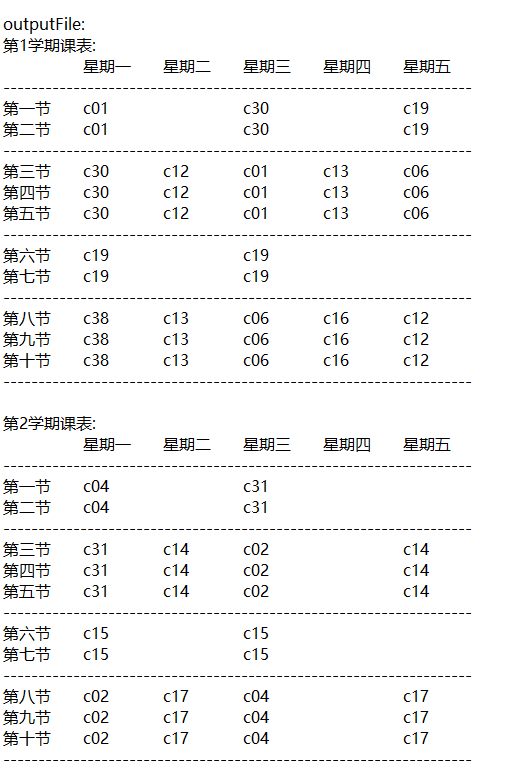 outputFile:
第1学期课表:
星期一 星期二 星期三 星期四 星期五
--------------------------------------------------------------------
第一节 c01 c30 c19
第二节 c01 c30 c19
--------------------------------------------------------------------
第三节 c30 c12 c01 c13 c06
第四节 c30 c12 c01 c13 c06
第五节 c30 c12 c01 c13 c06
--------------------------------------------------------------------
第六节 c19 c19
第七节 c19 c19
--------------------------------------------------------------------
第八节 c38 c13 c06 c16 c12
第九节 c38 c13 c06 c16 c12
第十节 c38 c13 c06 c16 c12
--------------------------------------------------------------------
第2学期课表:
星期一 星期二 星期三 星期四 星期五
--------------------------------------------------------------------
第一节 c04 c31
第二节 c04 c31
--------------------------------------------------------------------
第三节 c31 c14 c02 c14
第四节 c31 c14 c02 c14
第五节 c31 c14 c02 c14
--------------------------------------------------------------------
第六节 c15 c15
第七节 c15 c15
--------------------------------------------------------------------
第八节 c02 c17 c04 c17
第九节 c02 c17 c04 c17
第十节 c02 c17 c04 c17
--------------------------------------------------------------------